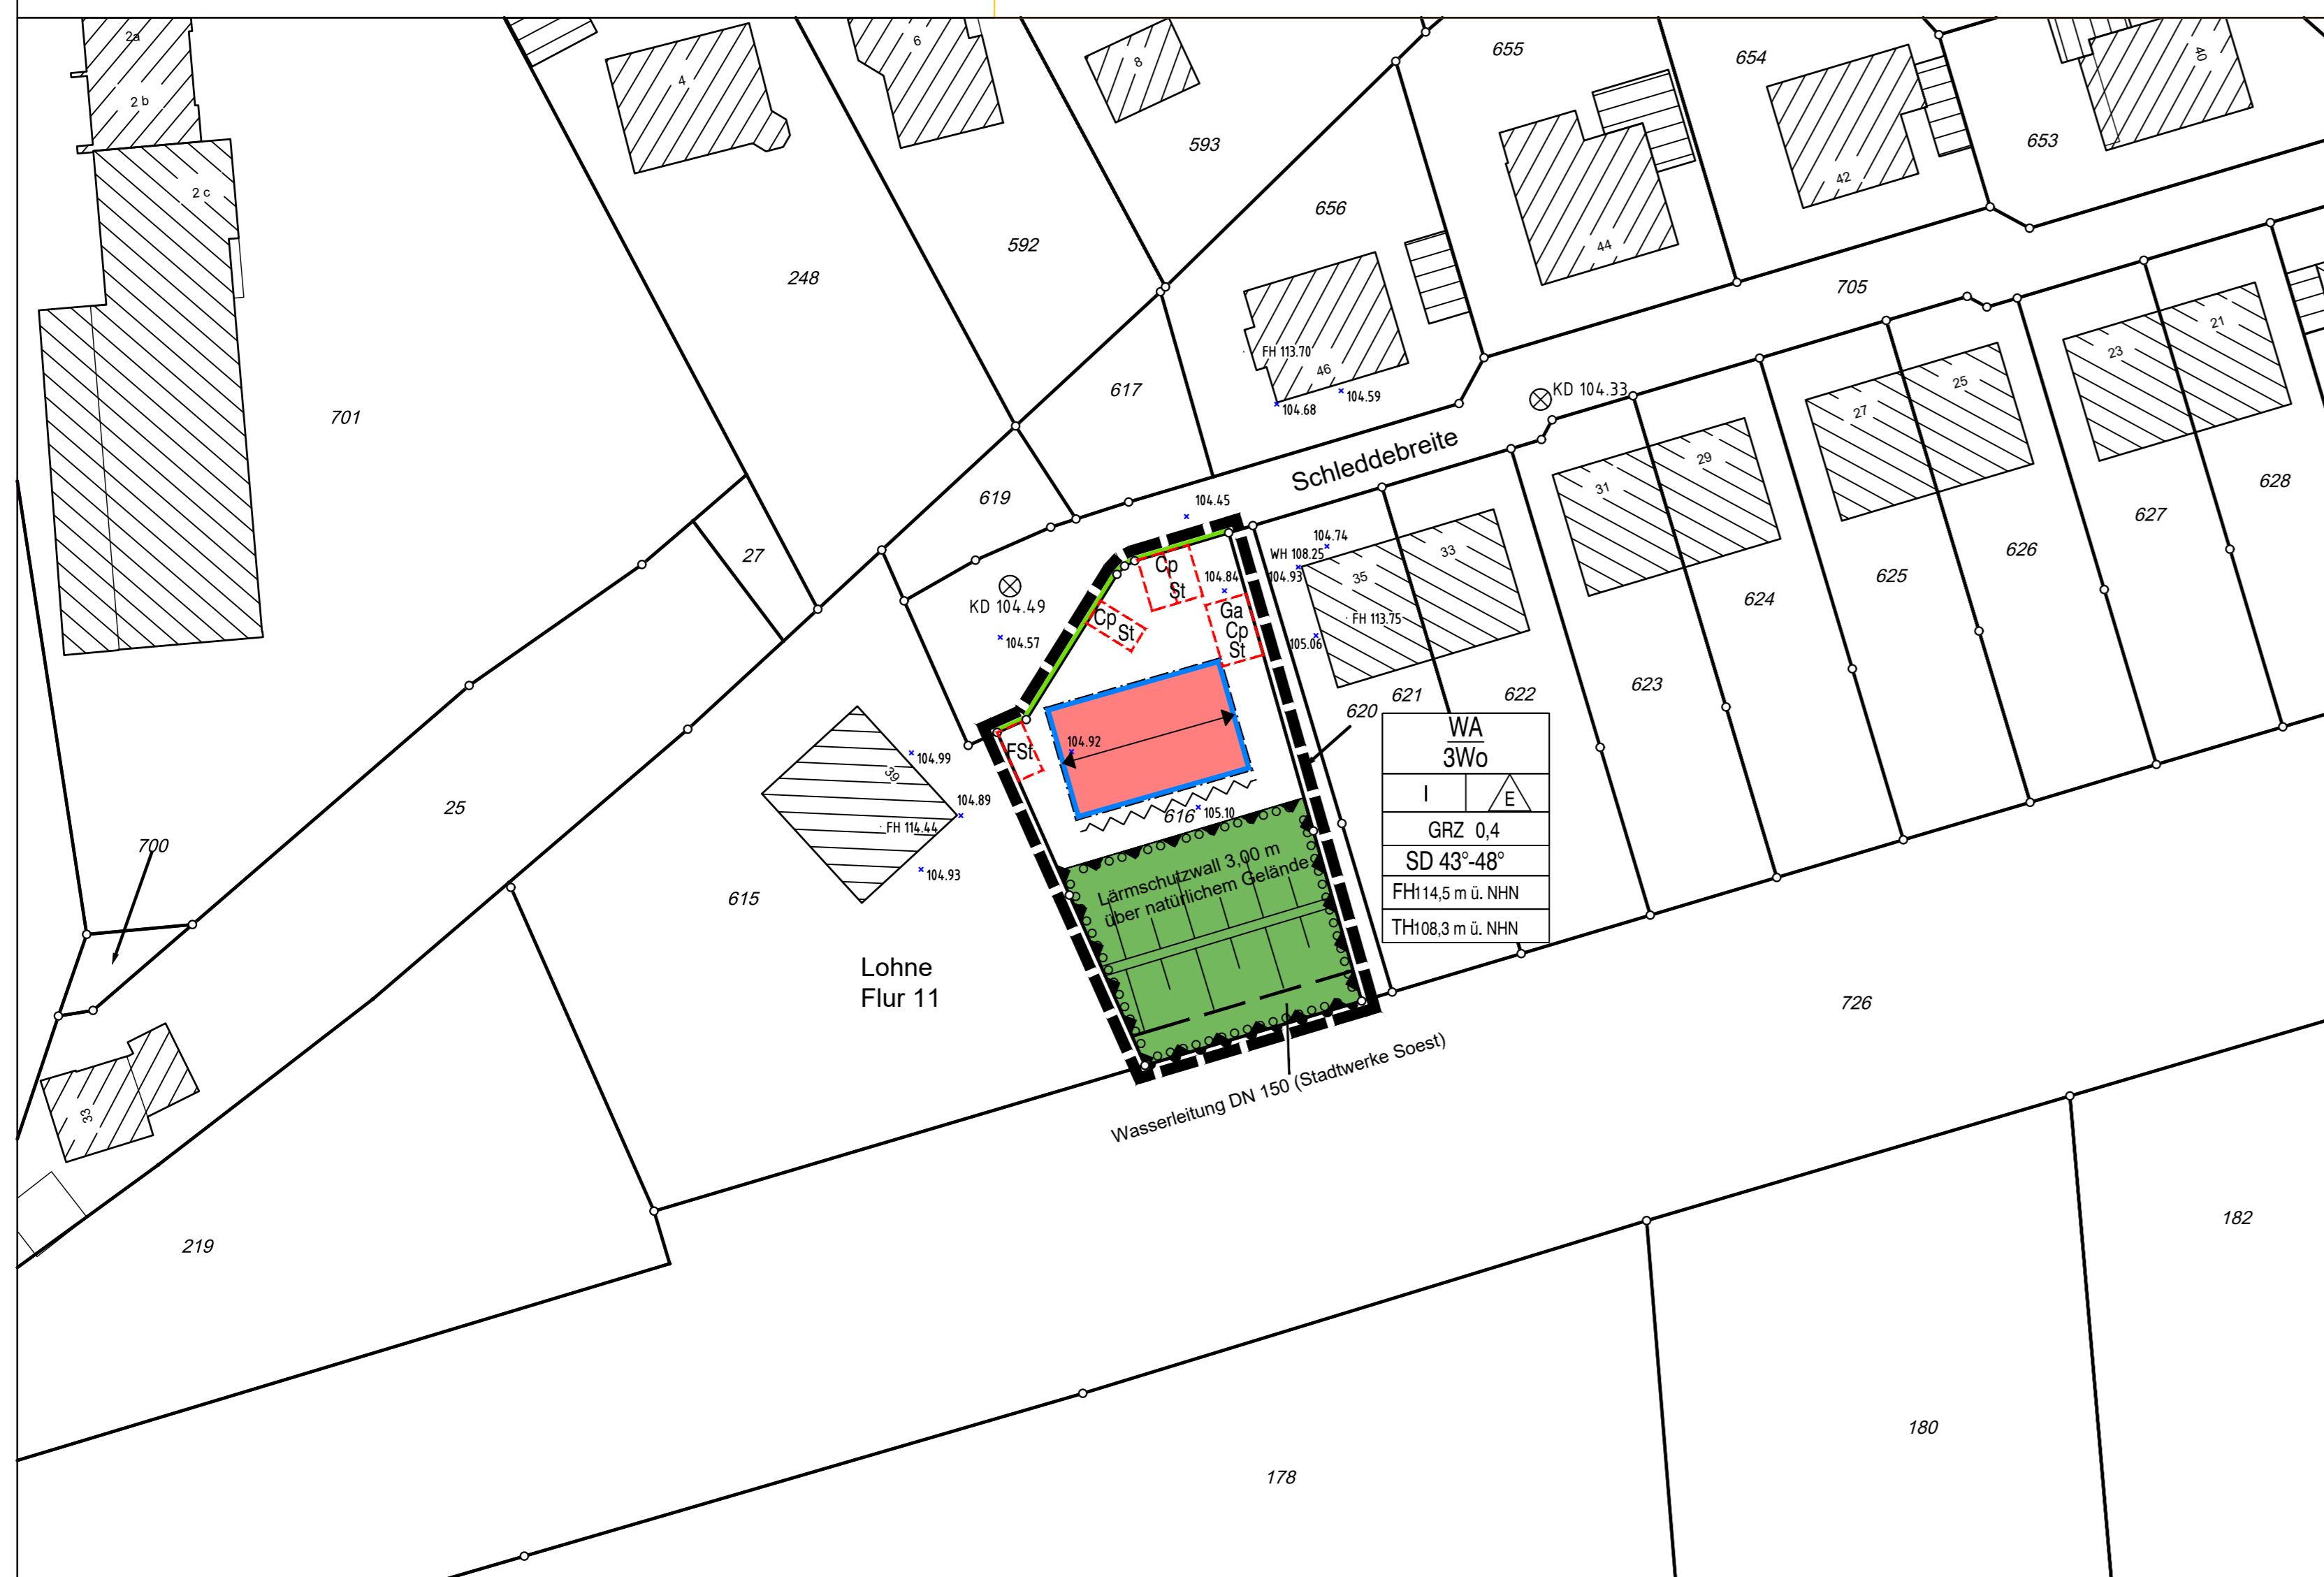 2a
2 b
2 c
4
6
8
593
655
654
653
40
42
44
656
592
248
701
617
705
FH 113.70
46
104.59
104.68
KD 104.33
21
23
25
27
29
31
628
627
626
625
624
623
622
621
Schleddebreite
619
27
104.45
104.74
WH 108.25
104.93
33
35
FH 113.75
105.06
Cp
St
104.84
Ga
Cp
St
Cp
St
KD 104.49
104.57
FSt
104.92
104.99
39
104.89
FH 114.44
104.93
616
105.10
620
WA
3Wo
I
E
GRZ 0,4
SD 43°-48°
FH114,5 m ü. NHN
TH108,3 m ü. NHN
Lärmschutzwall 3,00 m
über natürlichem Gelände
25
700
615
Lohne
Flur 11
726
Wasserleitung DN 150 (Stadtwerke Soest)
33
219
182
180
178